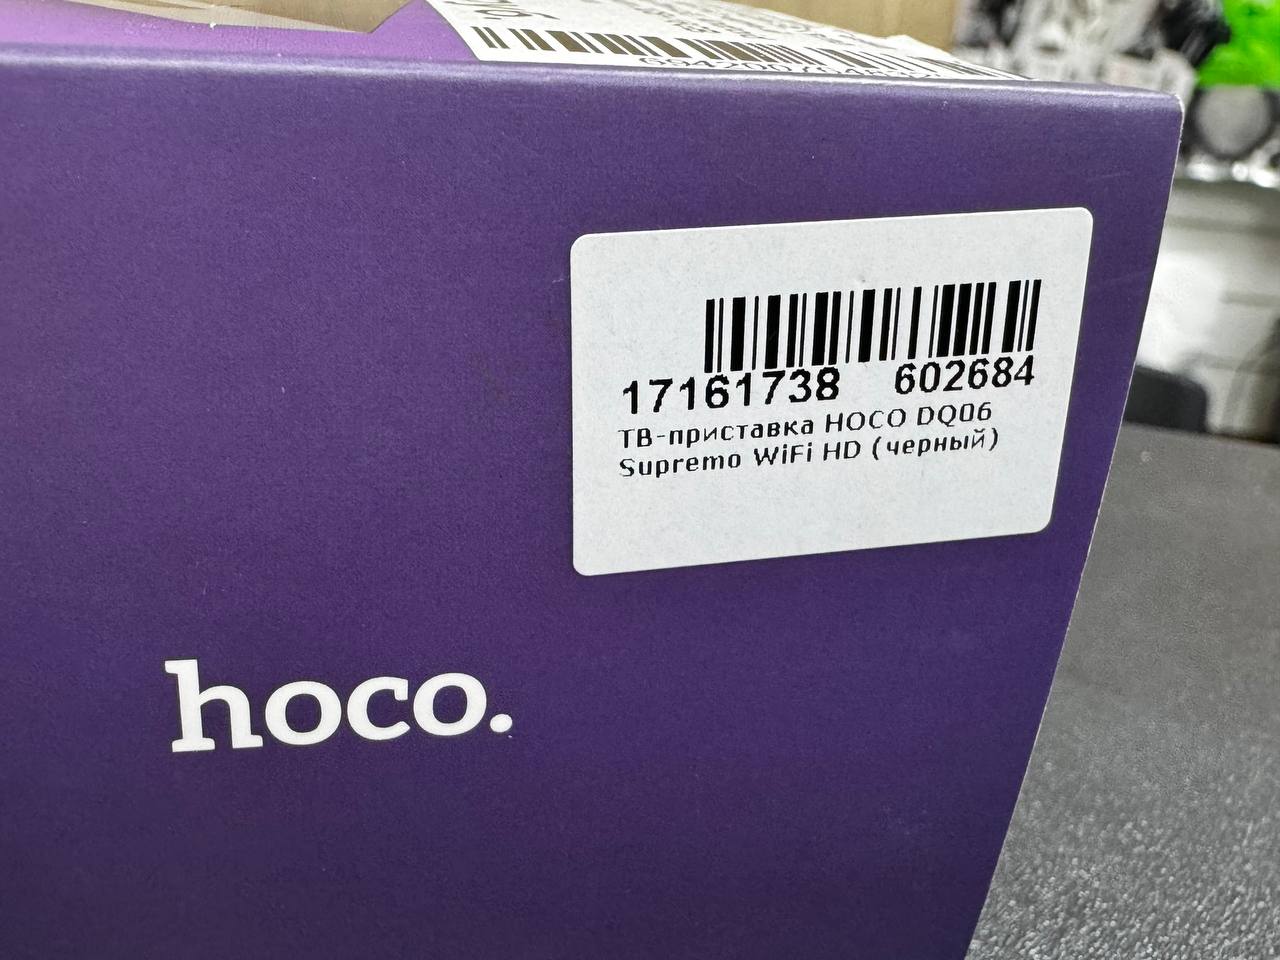 17161738 602684
ТВ-приставка HOCO DQ06
Supremo WiFi HD (черный)
hoco.